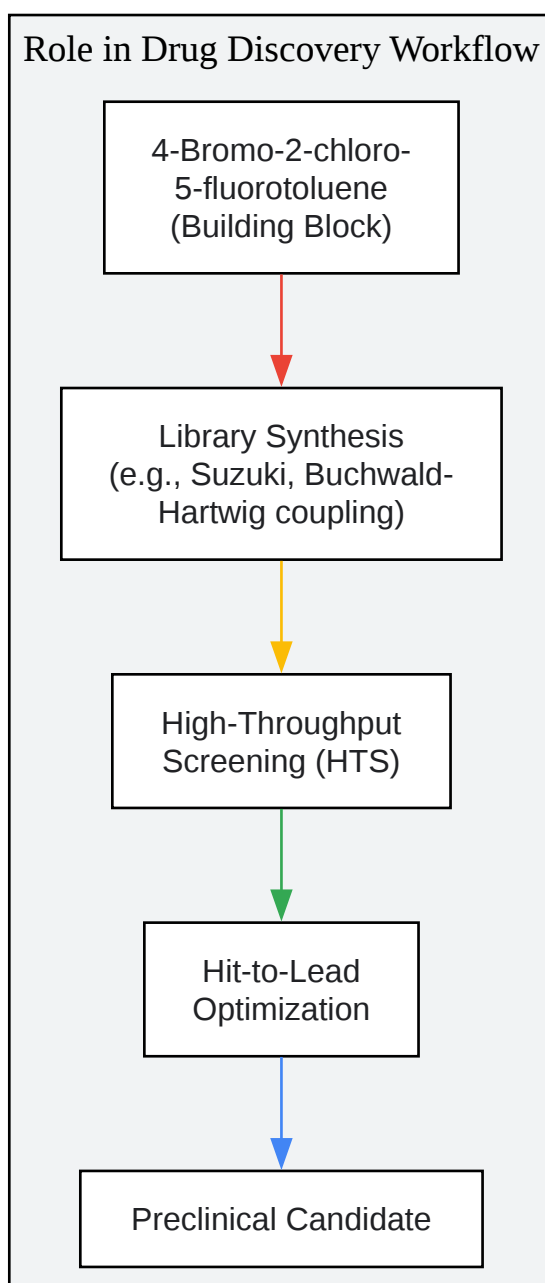 Role in Drug Discovery Workflow
4-Bromo-2-chloro-
5-fluorotoluene
(Building Block)
Library Synthesis
(e.g., Suzuki, Buchwald-
Hartwig coupling)
High-Throughput
Screening (HTS)
Hit-to-Lead
Optimization
Preclinical Candidate